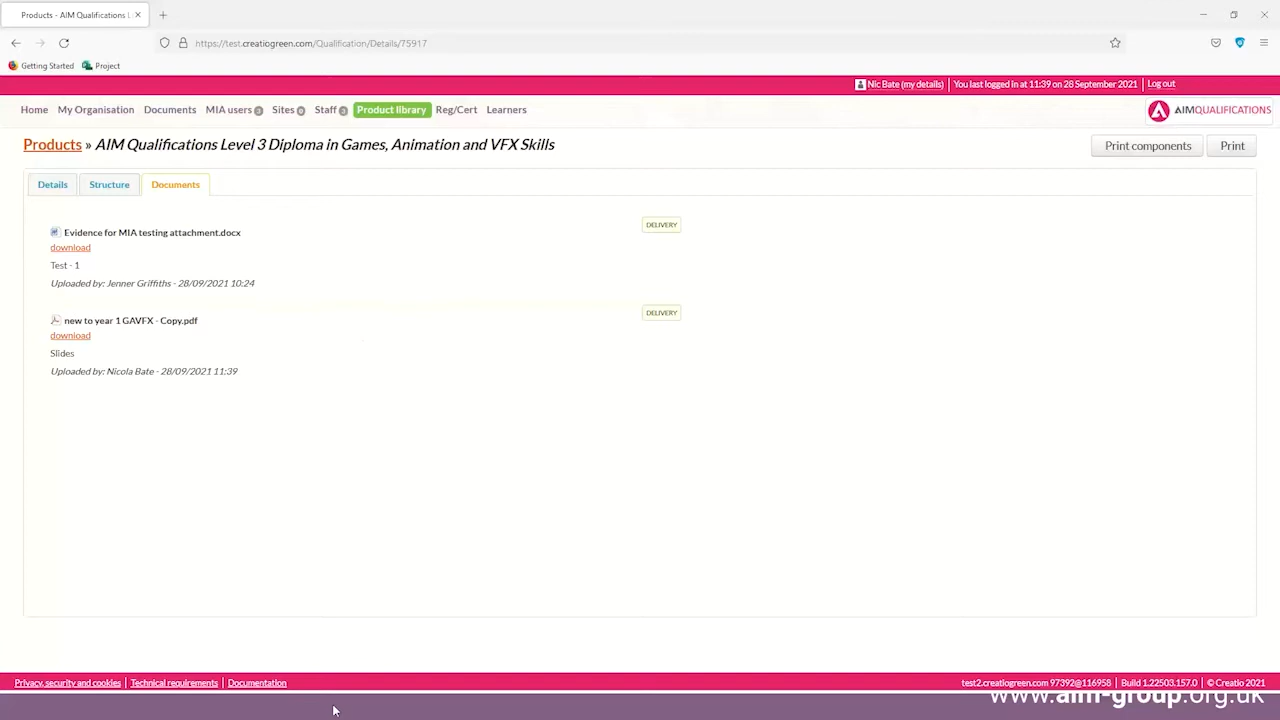 Products - AIM Qualifications L
https://test.creatiogreen.com/Qualification/Details/75917
Getting Started Project
Nic Bate (my details) You last logged in at 11:39 on 28 September 2021 Log out
Home My Organisation Documents MIA users 3 Sites 0 Staff 3 Product library Reg/Cert Learners
AIMQUALIFICATIONS
Products » AIM Qualifications Level 3 Diploma in Games, Animation and VFX Skills
Print components Print
Details Structure Documents
Evidence for MIA testing attachment.docx DELIVERY
download
Test - 1
Uploaded by: Jenner Griffiths - 28/09/2021 10:24
new to year 1 GAVFX - Copy.pdf DELIVERY
download
Slides
Uploaded by: Nicola Bate - 28/09/2021 11:39
Privacy, security and cookies Technical requirements Documentation test2.creatiogreen.com 97392@116958 Build 1.22503.157.0 © Creatio 2021
www.aim-group.org.uk